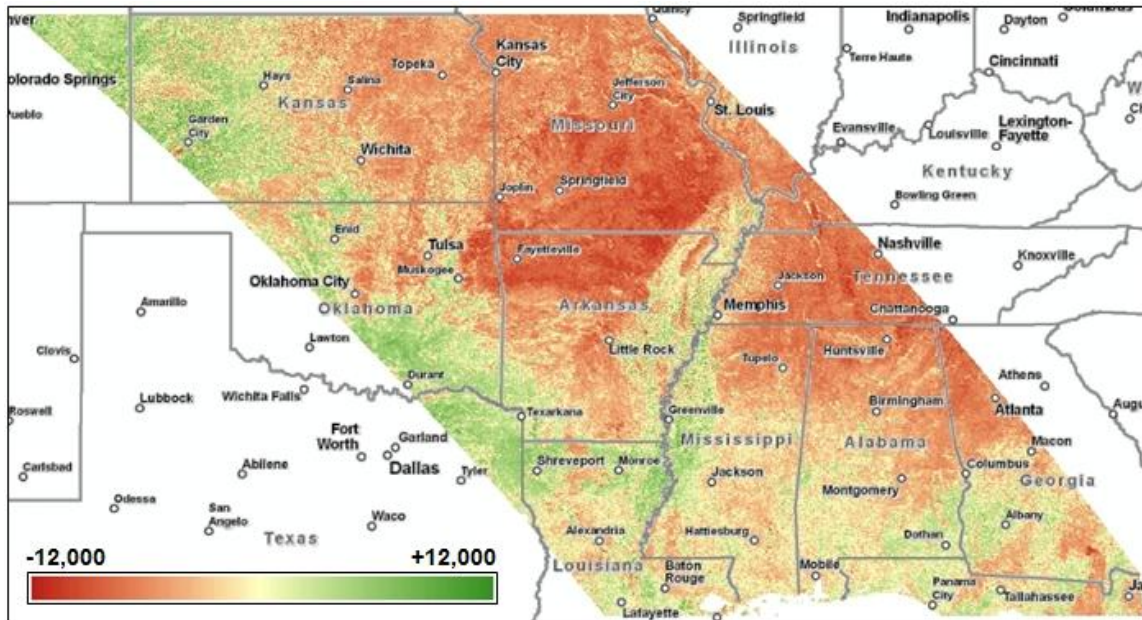 Quincy
Columbus
Springfield
Indianapolis
Dayton
Illinois
Kansas
City
Terre Haute
Cincinnati
Topeka
Colorado Springs
Hays
Salina
Jefferson
City
Kansas
St. Louis
Pueblo
Garden
City
Missouri
Evansville
Louisville
Lexington-
Fayette
Wichita
Kentucky
Joplin
Springfield
Bowling Green
Enid
Tulsa
Fayetteville
Nashville
Knoxville
Muskogee
Tennessee
Oklahoma City
Jackson
Amarillo
Oklahoma
Arkansas
Memphis
Chattanooga
Lawton
Little Rock
Huntsville
Clovis
Tupelo
Durant
Athens
Wichita Falls
Lubbock
Birmingham
Atlanta
Roswell
Texarkana
Greenville
Fort
Worth
Garland
Mississippi
Alabama
Macon
Dallas
Carlsbad
Abilene
Tyler
Shreveport
Monroe
Jackson
Columbus
Georgia
Montgomery
Odessa
San
Angelo
Waco
Albany
Texas
Alexandria
Hattiesburg
Dothan
-12,000
+12,000
Louisiana
Baton
Rouge
Mobile
Panama
City
Tallahassee
Lafayette